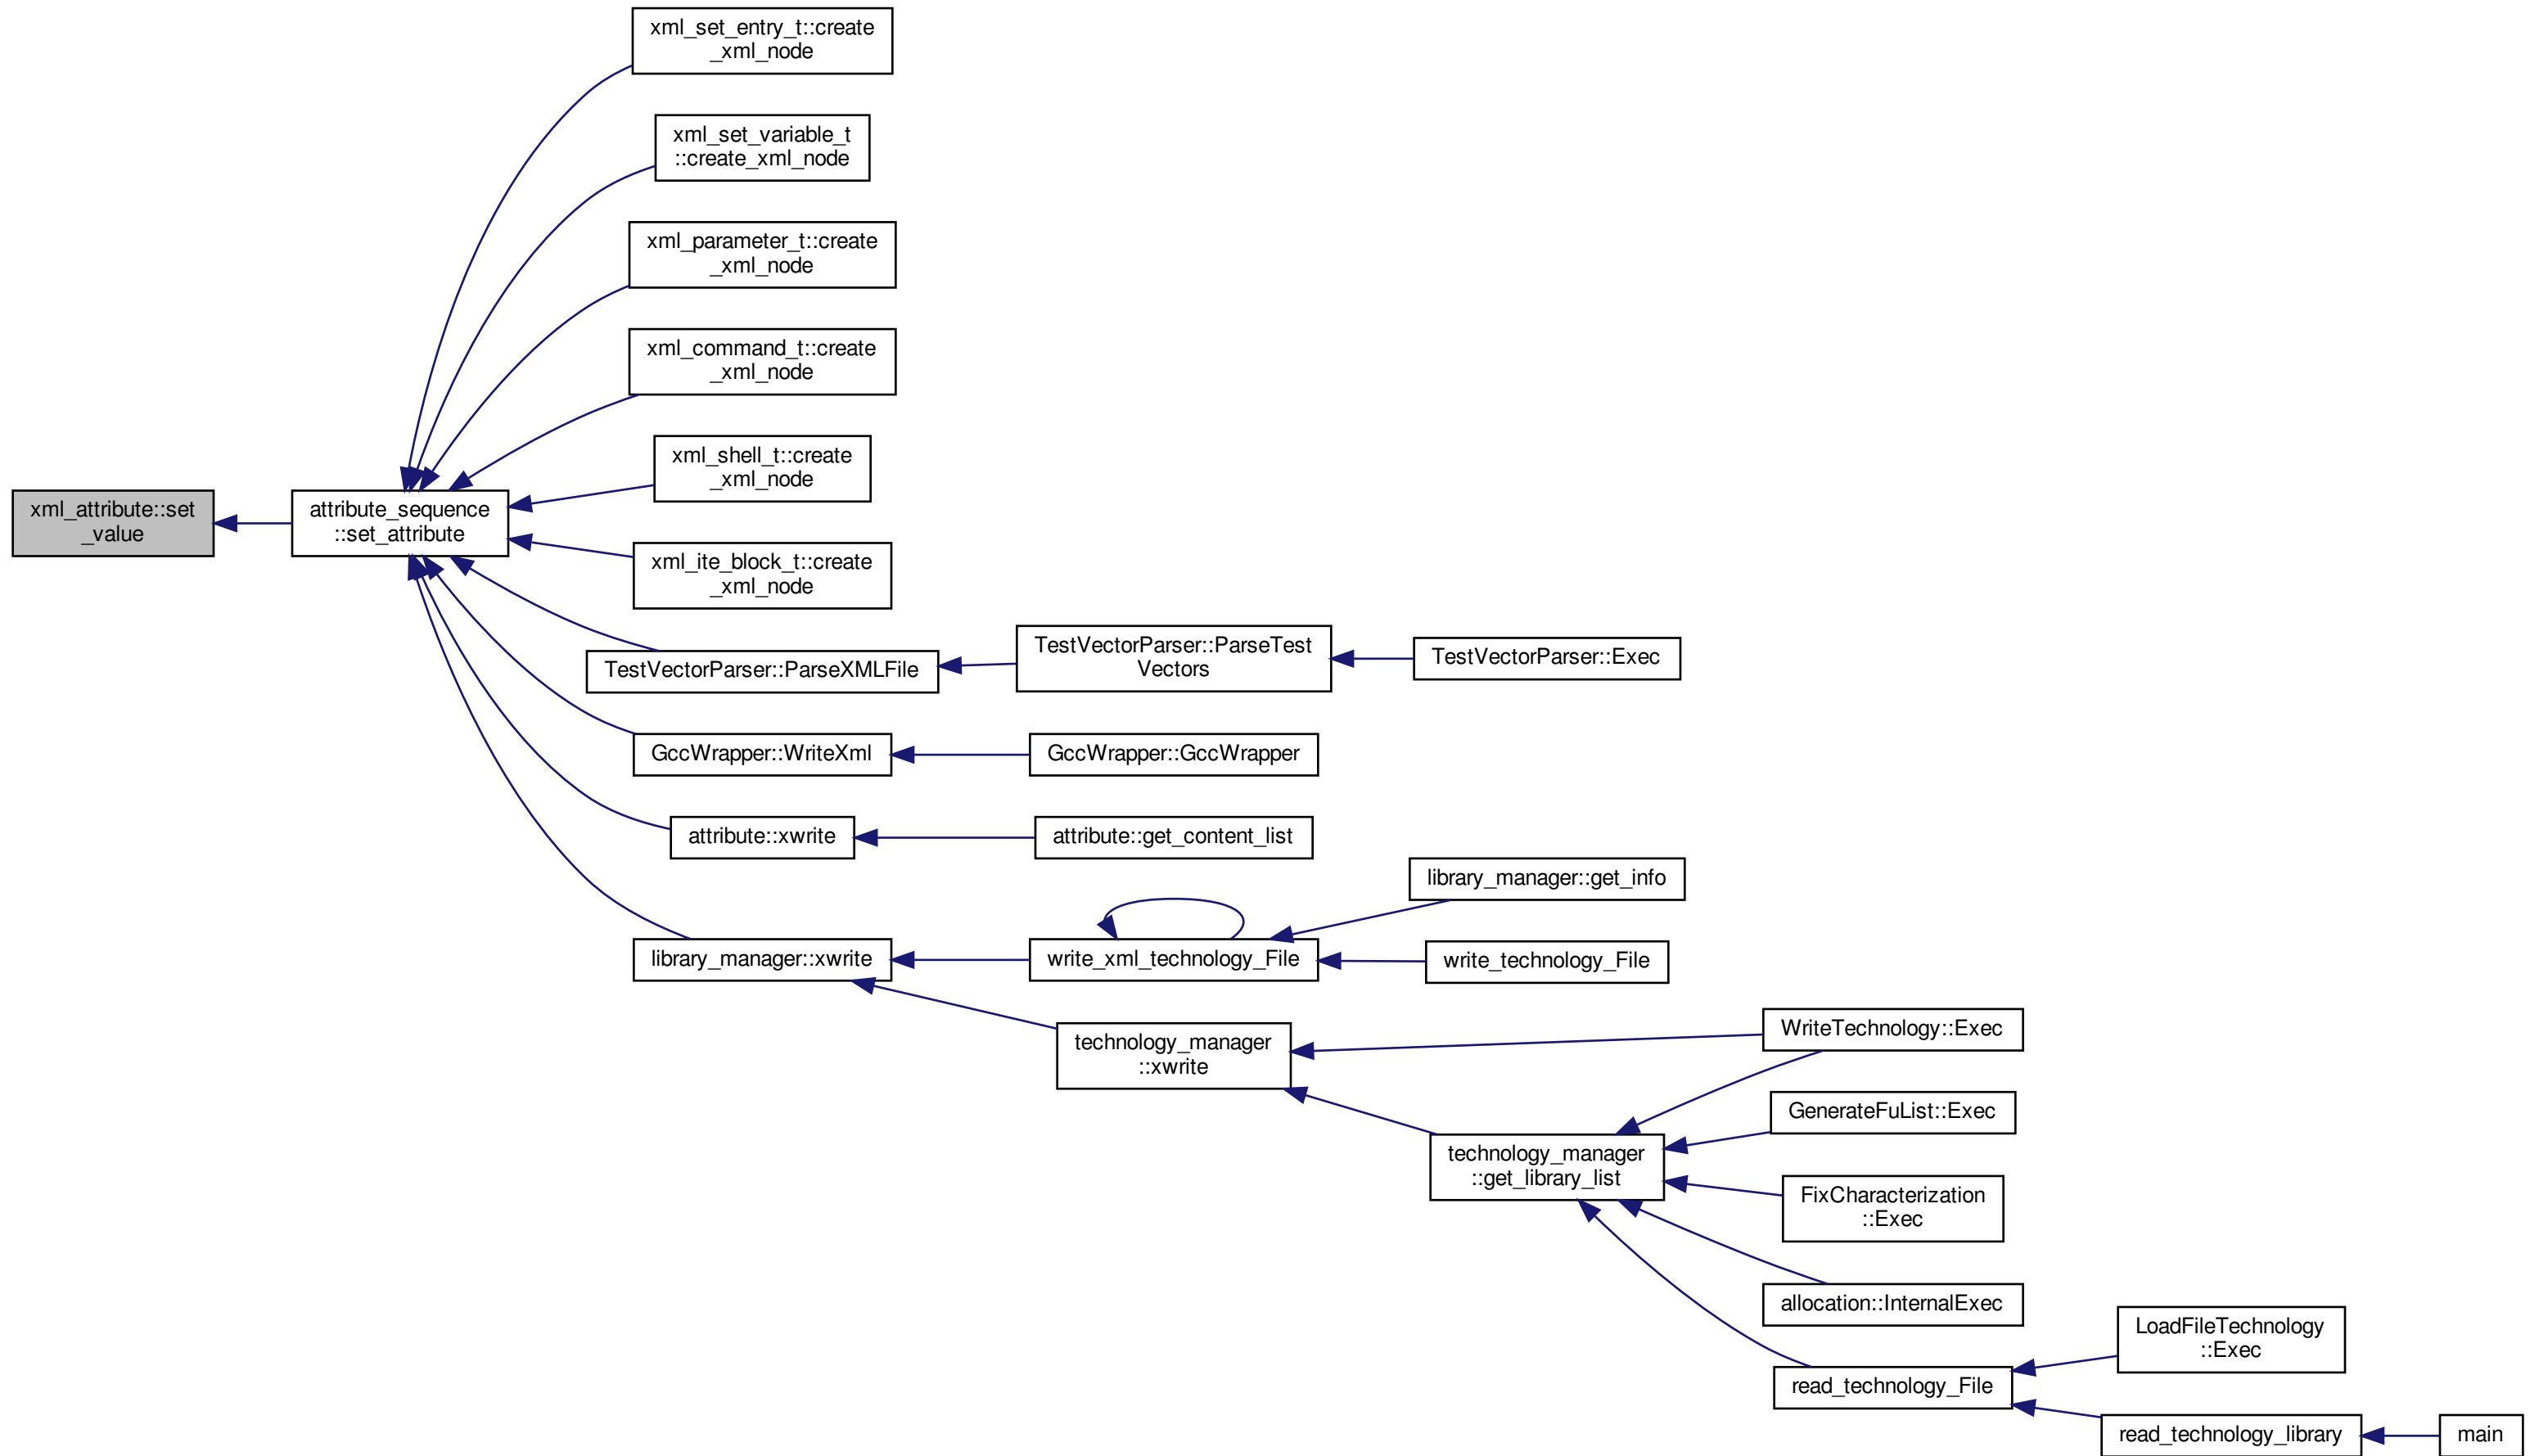 xml_set_entry_t::create
_xml_node
xml_set_variable_t
::create_xml_node
xml_parameter_t::create
_xml_node
xml_command_t::create
_xml_node
xml_shell_t::create
_xml_node
xml_attribute::set
_value
attribute_sequence
::set_attribute
xml_ite_block_t::create
_xml_node
TestVectorParser::ParseXMLFile
TestVectorParser::ParseTest
Vectors
TestVectorParser::Exec
GccWrapper::WriteXml
GccWrapper::GccWrapper
attribute::xwrite
attribute::get_content_list
library_manager::get_info
library_manager::xwrite
write_xml_technology_File
write_technology_File
technology_manager
::xwrite
WriteTechnology::Exec
GenerateFuList::Exec
technology_manager
::get_library_list
FixCharacterization
::Exec
allocation::InternalExec
LoadFileTechnology
::Exec
read_technology_File
read_technology_library
main